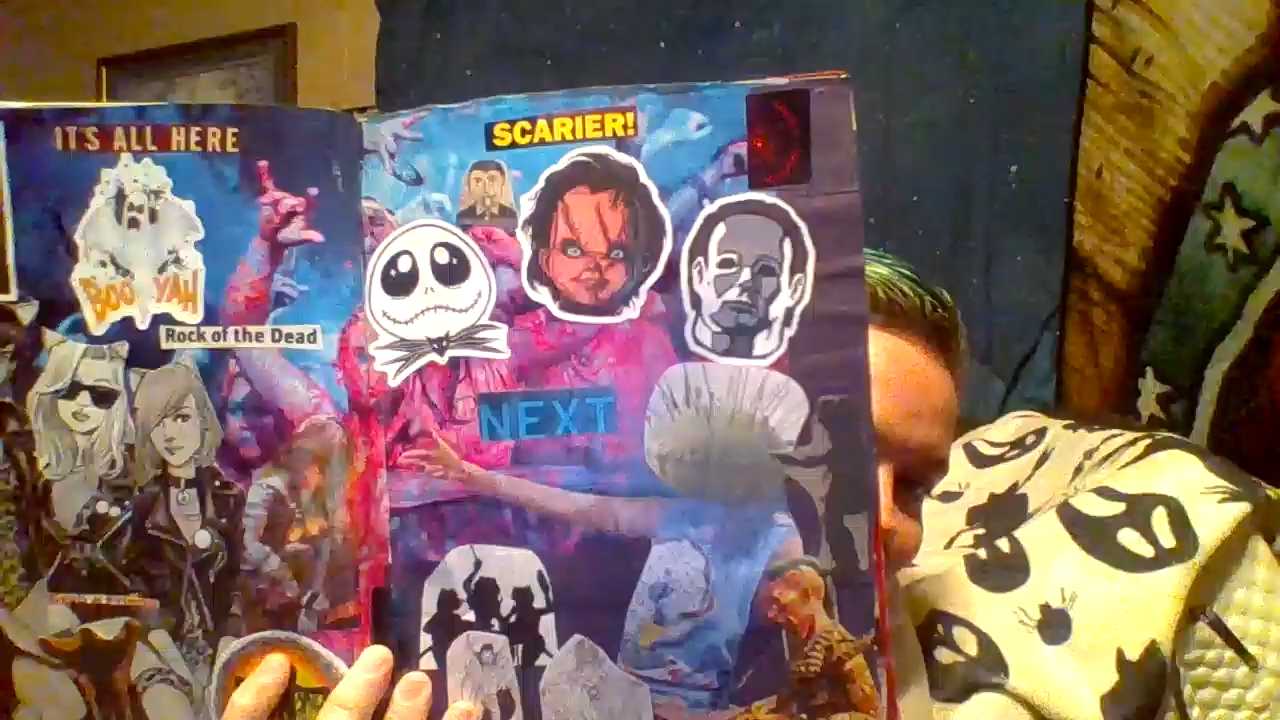 IT'S ALL HERE
BOO YAH
Rock of the Dead
SCARIER!
NEXT